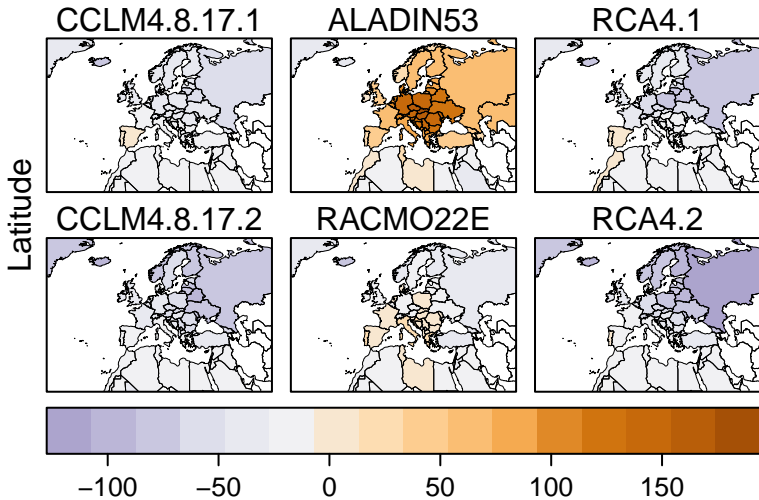 CCLM4.8.17.1 ALADIN53 RCA4.1
Latitude
CCLM4.8.17.2 RACMO22E RCA4.2
−100 −50 0 50 100 150